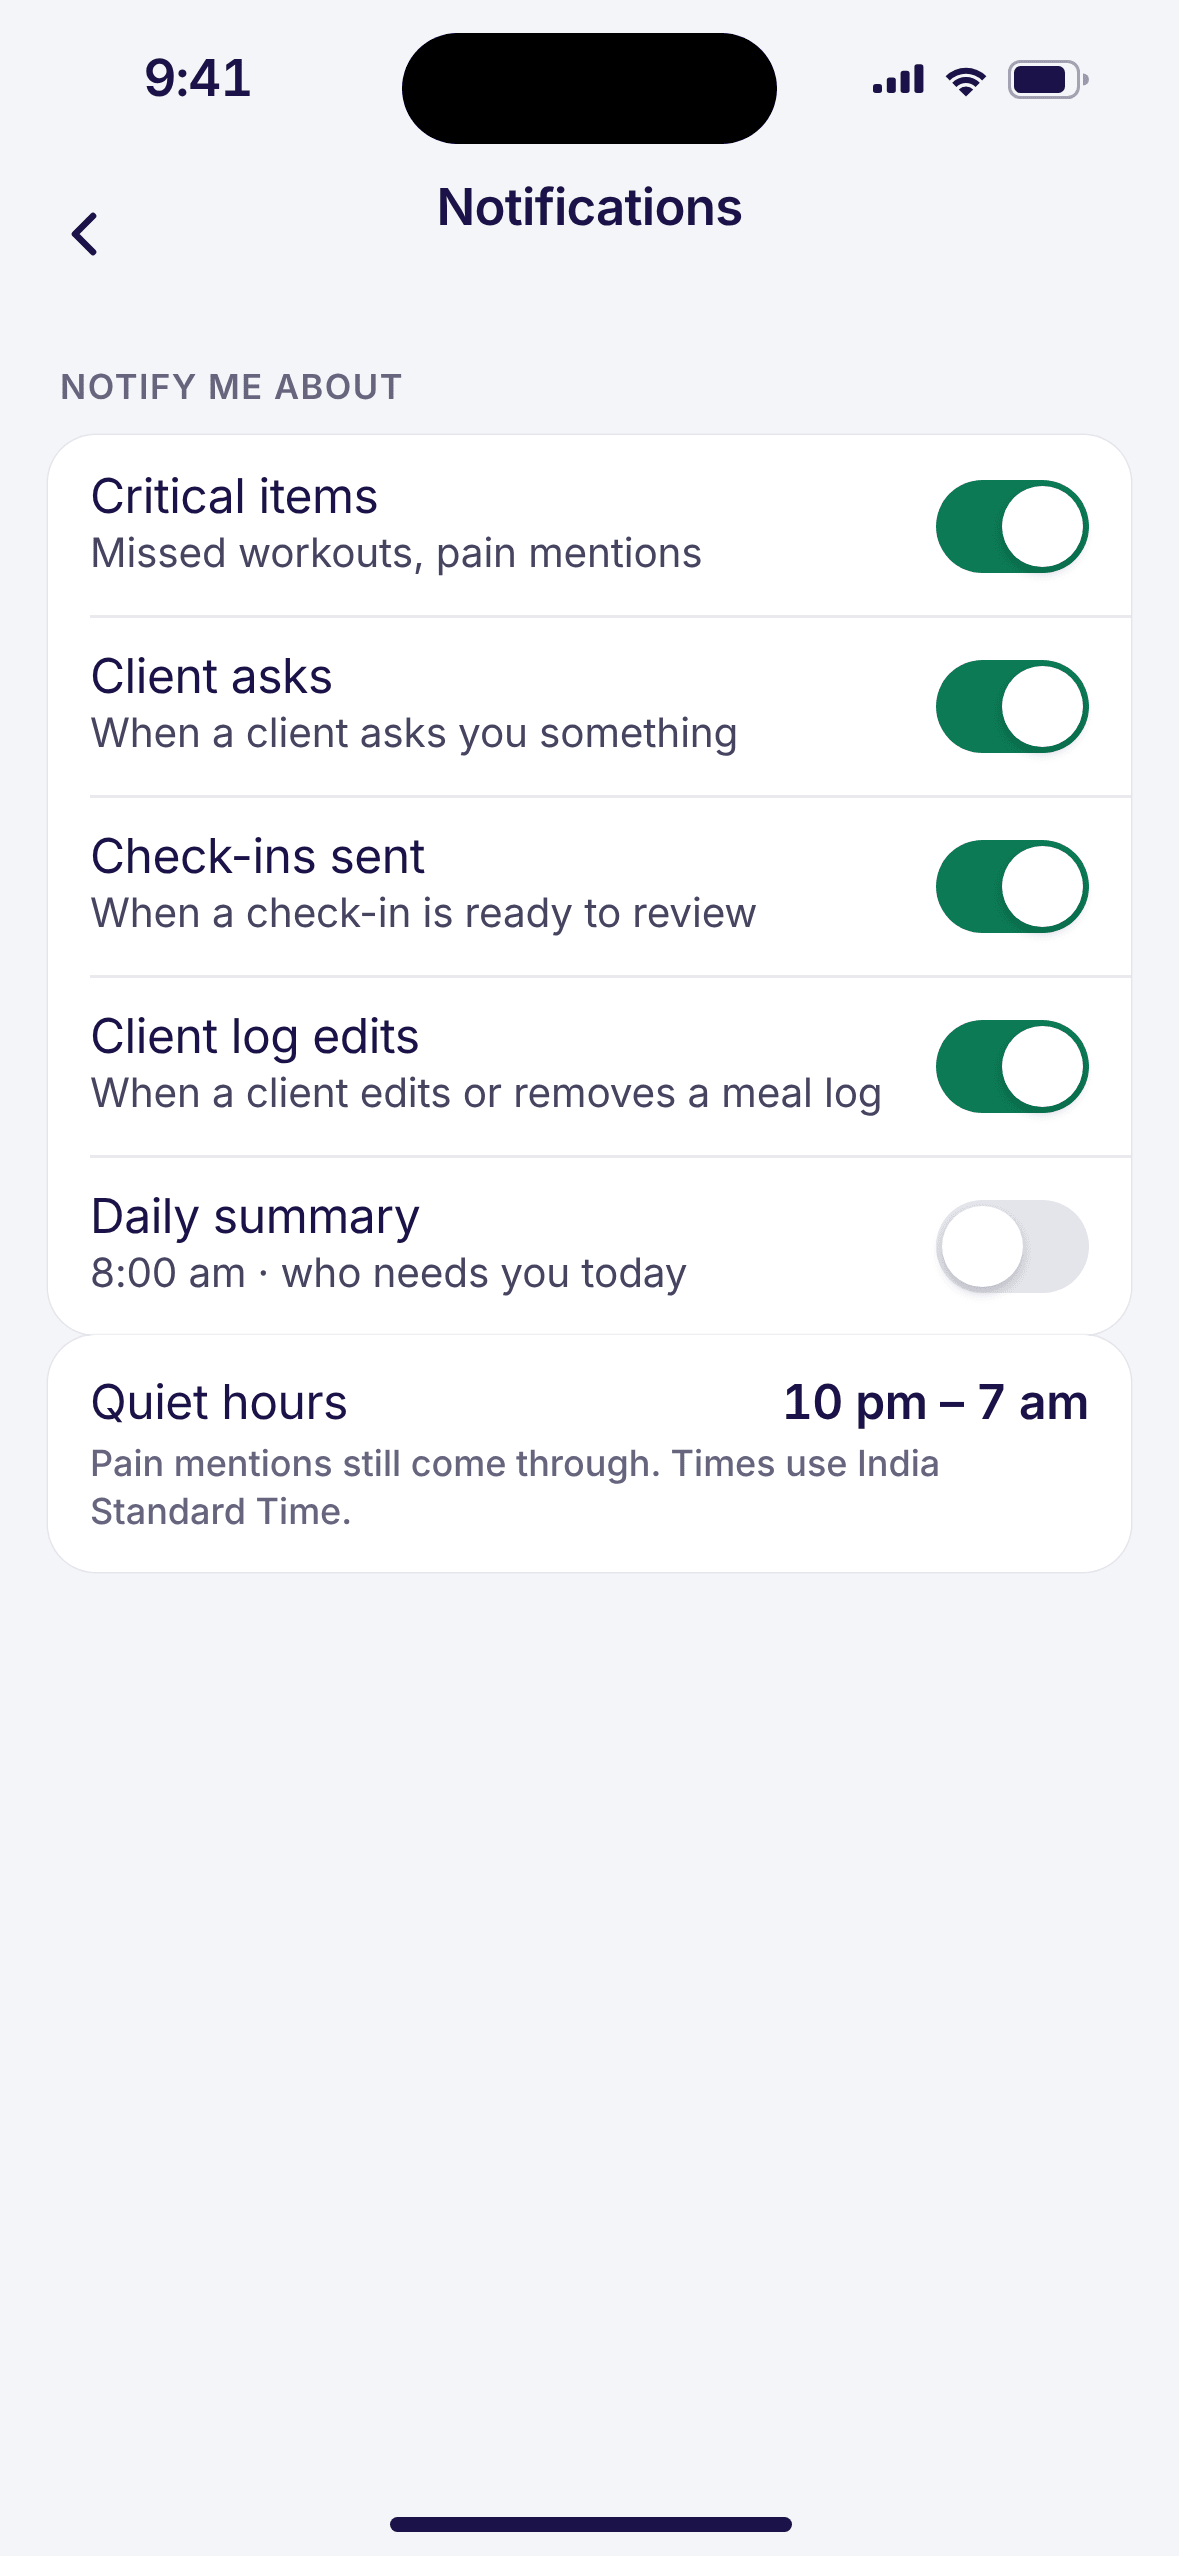 9:41
Notifications
NOTIFY ME ABOUT
Critical items
Missed workouts, pain mentions
Client asks
When a client asks you something
Check-ins sent
When a check-in is ready to review
Client log edits
When a client edits or removes a meal log
Daily summary
8:00 am · who needs you today
Quiet hours 10 pm – 7 am
Pain mentions still come through. Times use India
Standard Time.